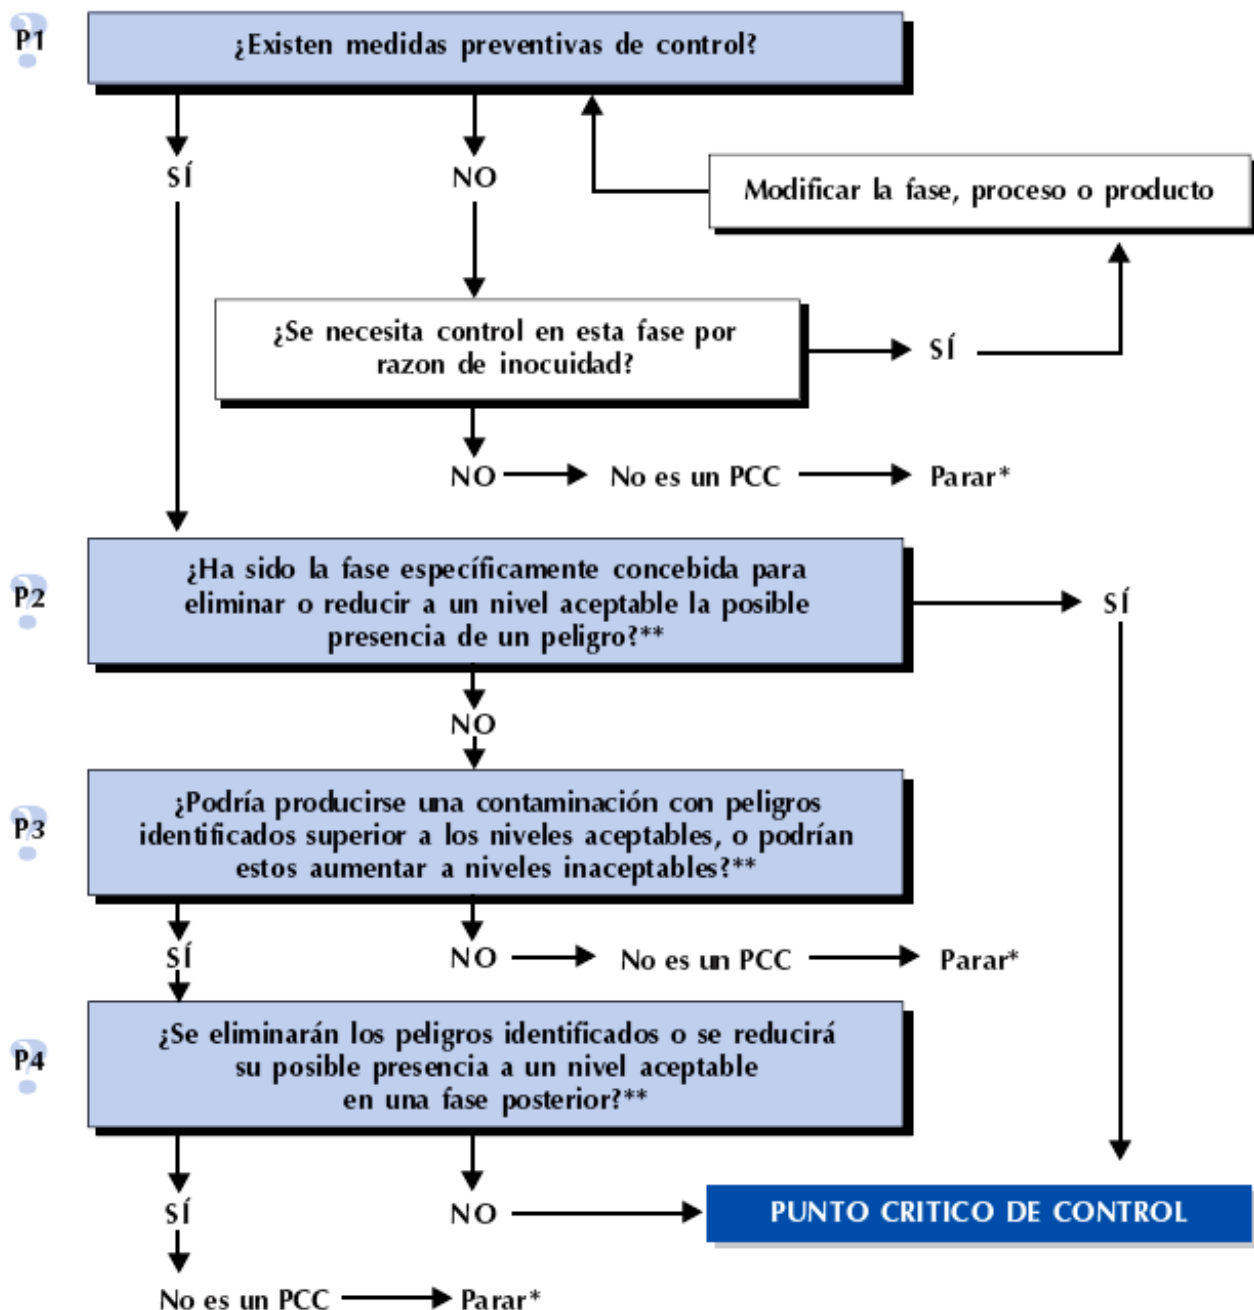 P1
¿Existen medidas preventivas de control?
SÍ
NO
Modificar la fase, proceso o producto
¿Se necesita control en esta fase por
razon de inocuidad?
SÍ
NO
No es un PCC
Parar*
P2
¿Ha sido la fase específicamente concebida para
eliminar o reducir a un nivel aceptable la posible
presencia de un peligro?**
SÍ
NO
P3
¿Podría producirse una contaminación con peligros
identificados superior a los niveles aceptables, o podrían
estos aumentar a niveles inaceptables?**
SÍ
NO
No es un PCC
Parar*
P4
¿Se eliminarán los peligros identificados o se reducirá
su posible presencia a un nivel aceptable
en una fase posterior?**
SÍ
NO
PUNTO CRITICO DE CONTROL
No es un PCC
Parar*